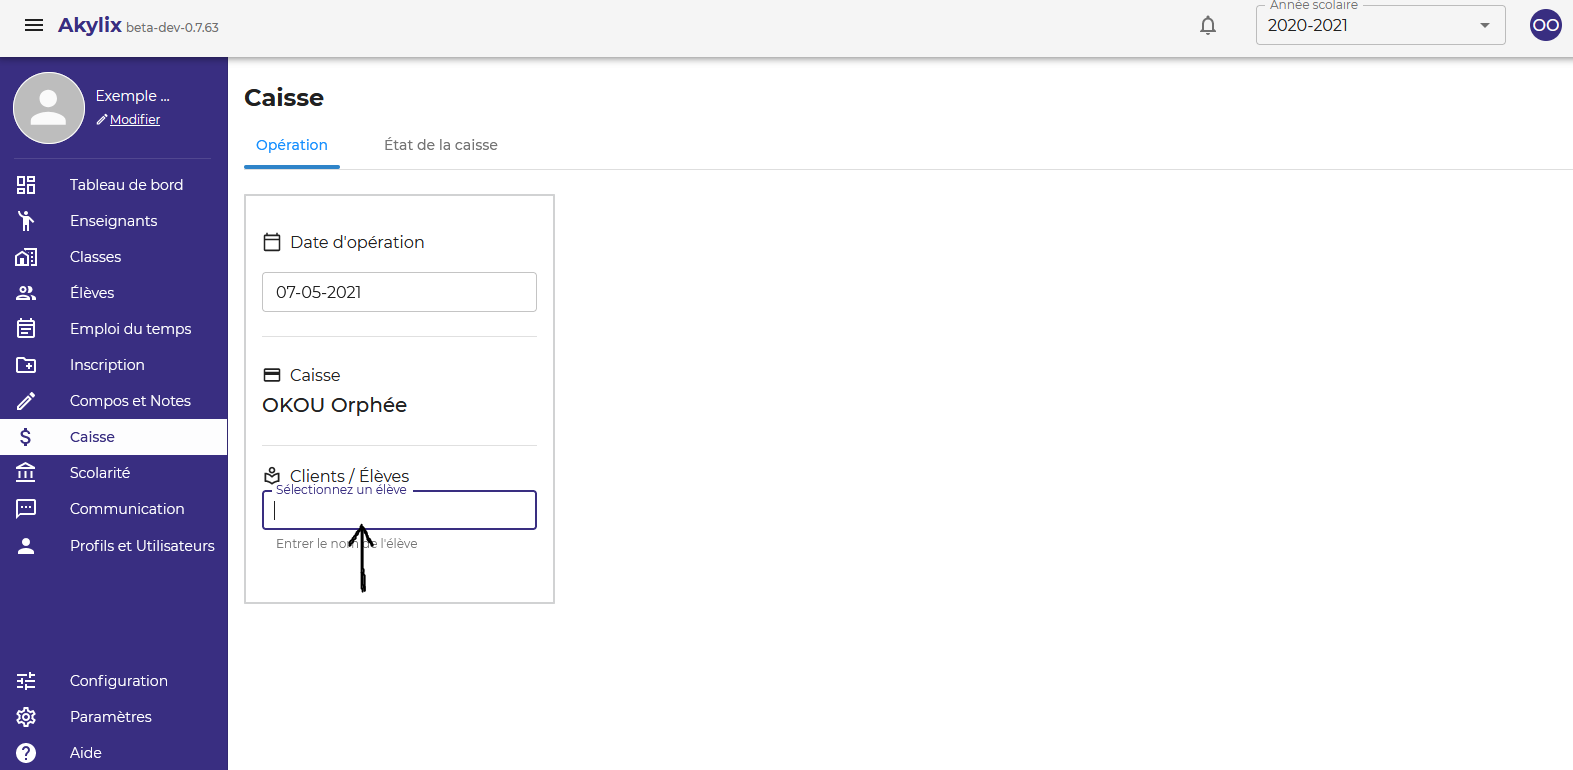 Akylix beta-dev-0.7.63
Année scolaire
2020-2021
OO
Exemple ...
Modifier
Tableau de bord
Enseignants
Classes
Élèves
Emploi du temps
Inscription
Compos et Notes
Caisse
Scolarité
Communication
Profils et Utilisateurs
Configuration
Paramètres
Aide
Caisse
Opération
État de la caisse
Date d'opération
07-05-2021
Caisse
OKOU Orphée
Clients / Élèves
Sélectionnez un élève
Entrer le nom de l'élève